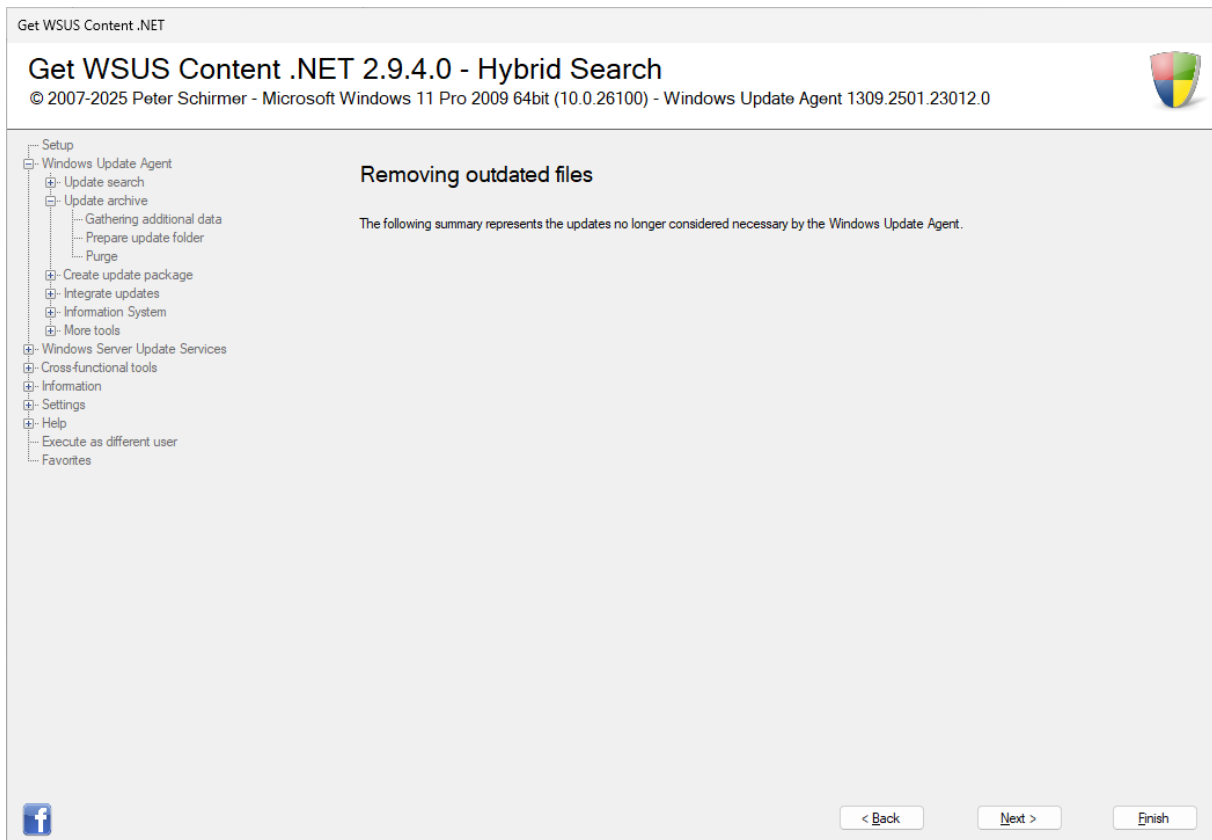 Get WSUS Content .NET
Get WSUS Content .NET 2.9.4.0 - Hybrid Search
© 2007-2025 Peter Schirmer - Microsoft Windows 11 Pro 2009 64bit (10.0.26100) - Windows Update Agent 1309.2501.23012.0
Setup
Windows Update Agent
Update search
Update archive
Gathering additional data
Prepare update folder
Purge
Create update package
Integrate updates
Information System
More tools
Windows Server Update Services
Cross-functional tools
Information
Settings
Help
Execute as different user
Favorites
Removing outdated files
The following summary represents the updates no longer considered necessary by the Windows Update Agent.
f
< Back
Next >
Finish